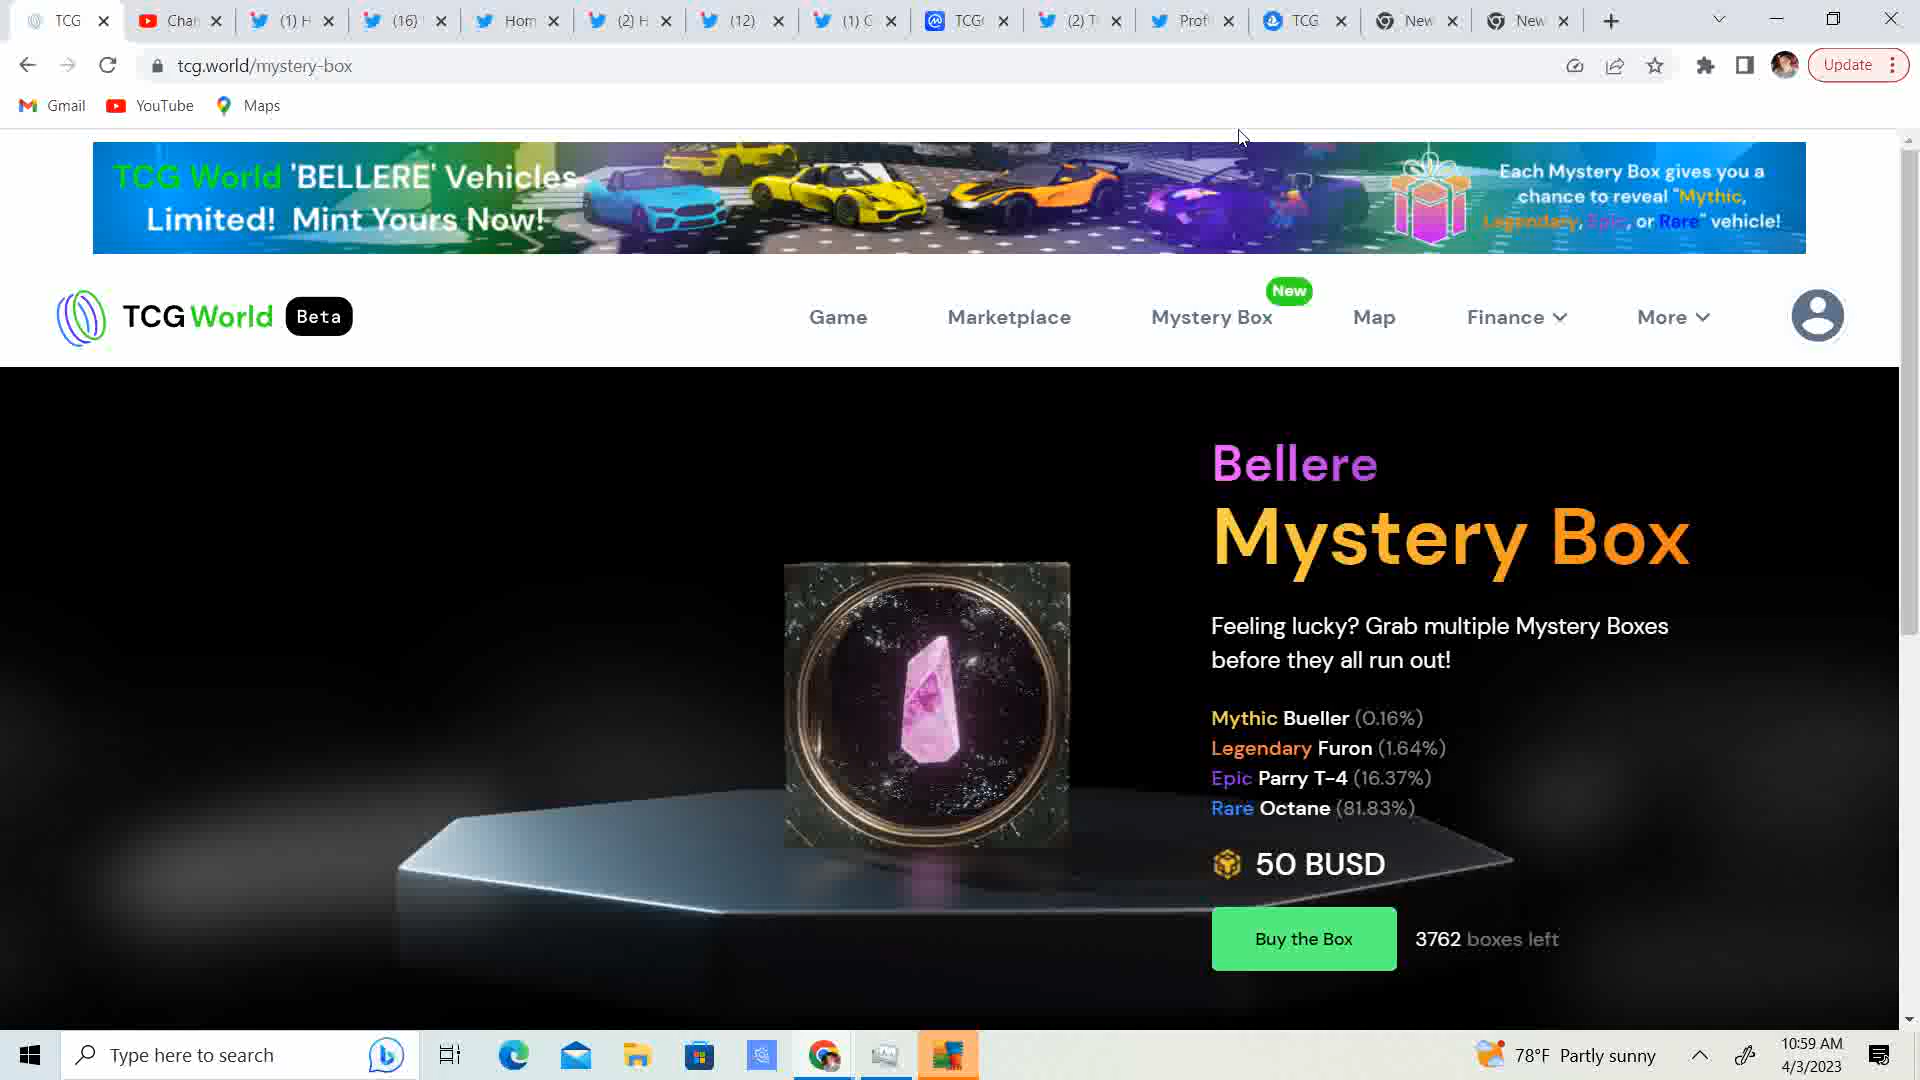 TCG
Chan
(1) H
(16)
Hom
(2) H
(12)
(1) C
TCG
(2) T
Prof
TCG
New
New
tcg.world/mystery-box
Update
Gmail
YouTube
Maps
TCG World 'BELLERE' Vehicles
Limited! Mint Yours Now!
Each Mystery Box gives you a
chance to reveal "Mythic,
Legendary, Epic, or Rare" vehicle!
TCG World Beta
Game
Marketplace
Mystery Box
New
Map
Finance
More
Bellere
Mystery Box
Feeling lucky? Grab multiple Mystery Boxes
before they all run out!
Mythic Bueller (0.16%)
Legendary Furon (1.64%)
Epic Parry T-4 (16.37%)
Rare Octane (81.83%)
50 BUSD
Buy the Box
3762 boxes left
Type here to search
78°F Partly sunny
10:59 AM
4/3/2023